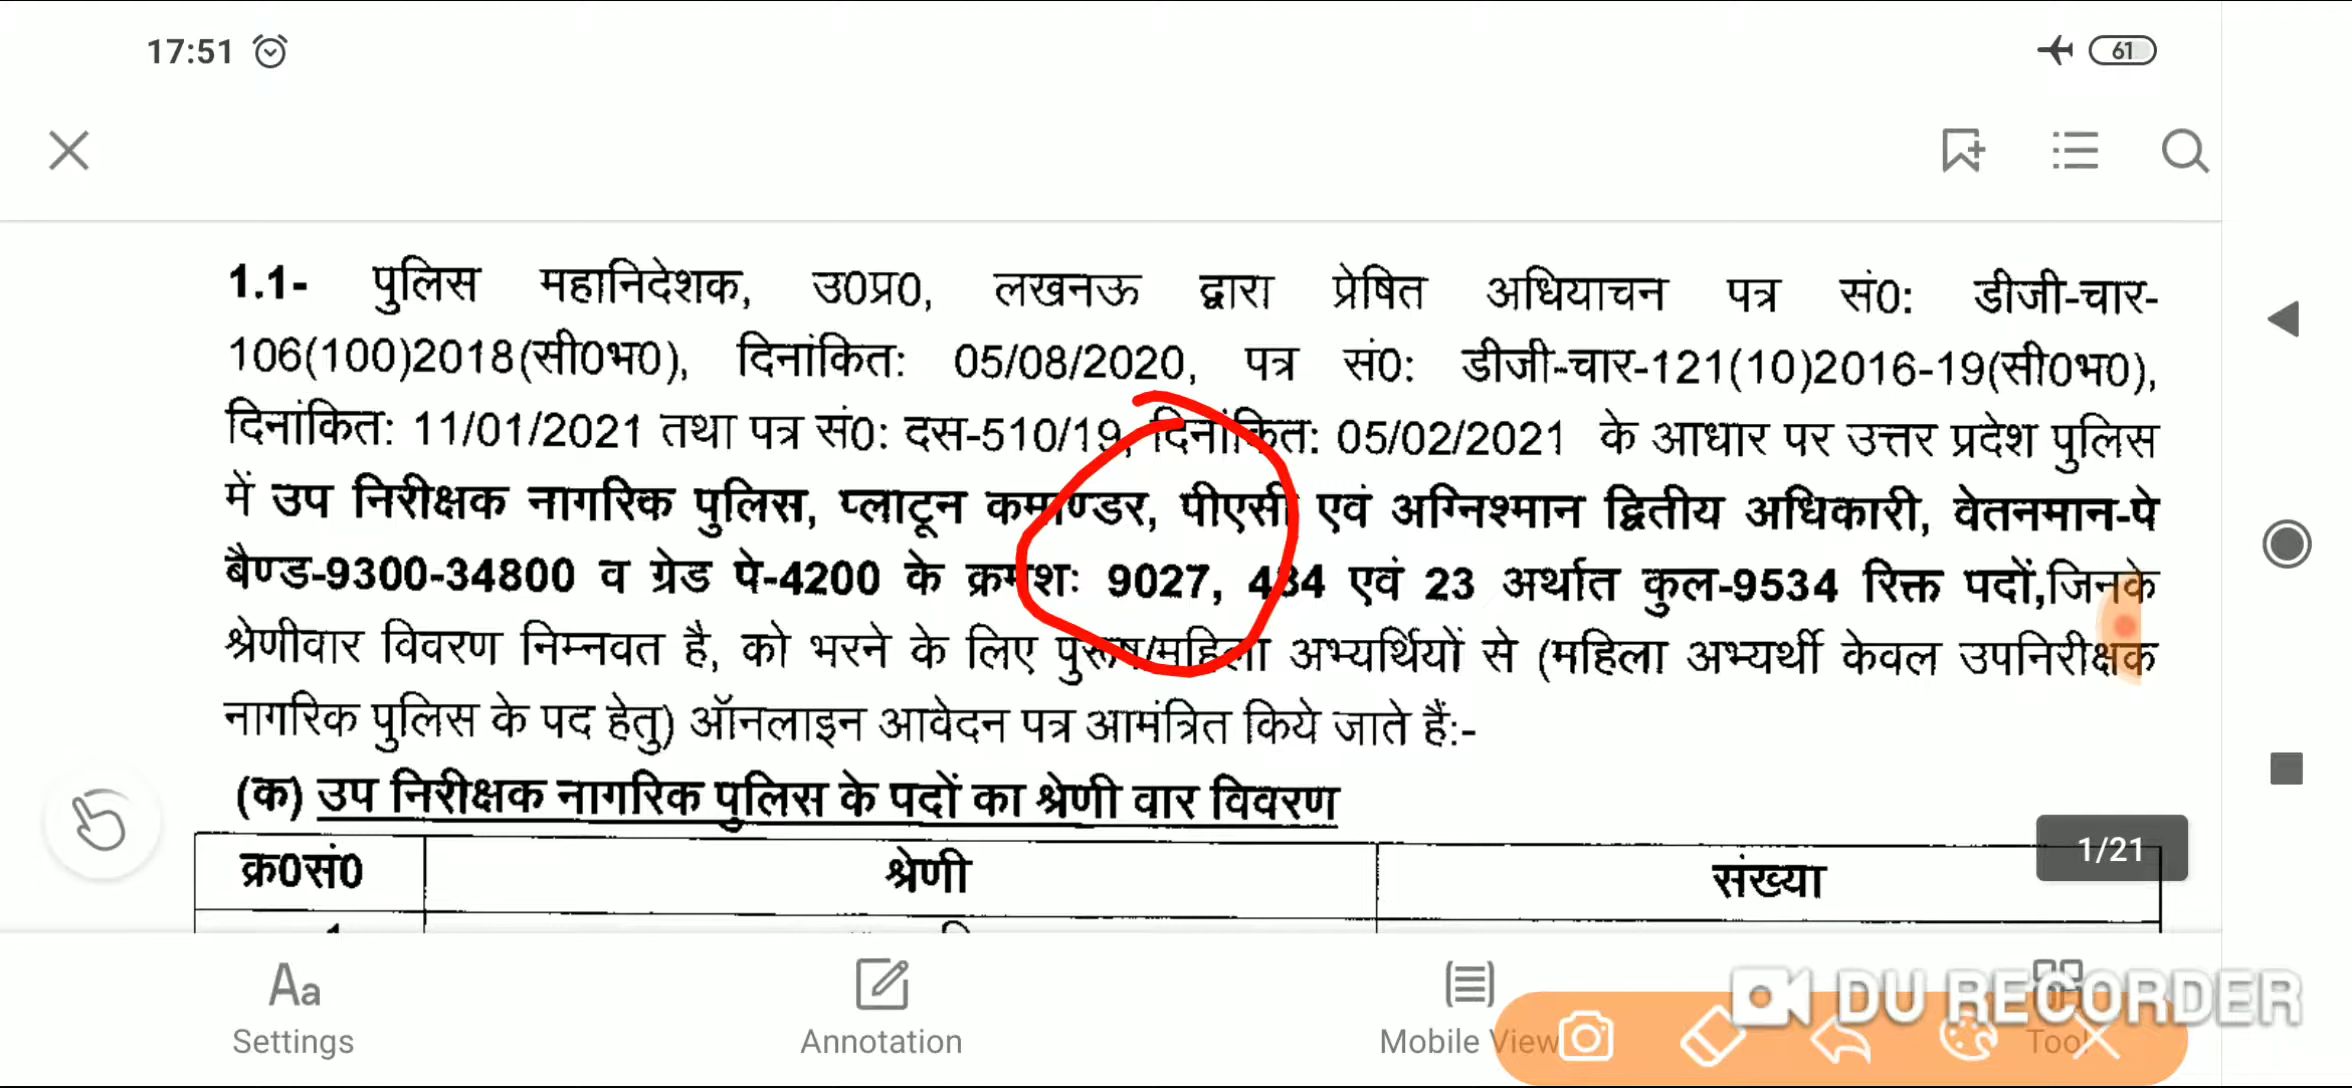 17:51
61
1.1- पुलिस महानिदेशक, उ0प्र0, लखनऊ द्वारा प्रेषित अधियाचन पत्र सं0: डीजी-चार-
106(100)2018(सी0भ0), दिनांकित: 05/08/2020, पत्र सं0: डीजी-चार-121(10)2016-19(सी0भ0),
दिनांकित: 11/01/2021 तथा पत्र सं0: दस-510/19, दिनांकित: 05/02/2021 के आधार पर उत्तर प्रदेश पुलिस
में उप निरीक्षक नागरिक पुलिस, प्लाटून कमाण्डर, पीएसी एवं अग्निश्मान द्वितीय अधिकारी, वेतनमान-पे
बैण्ड-9300-34800 व ग्रेड पे-4200 के क्रमशः 9027, 484 एवं 23 अर्थात कुल-9534 रिक्त पदों,जिनके
श्रेणीवार विवरण निम्नवत है, को भरने के लिए पुरूष/महिला अभ्यर्थियों से (महिला अभ्यर्थी केवल उपनिरीक्षक
नागरिक पुलिस के पद हेतु) ऑनलाइन आवेदन पत्र आमंत्रित किये जाते हैं:-
(क) उप निरीक्षक नागरिक पुलिस के पदों का श्रेणी वार विवरण
क्र0सं0 श्रेणी संख्या
1/21
DU RECORDER
Settings Annotation Mobile View Tool